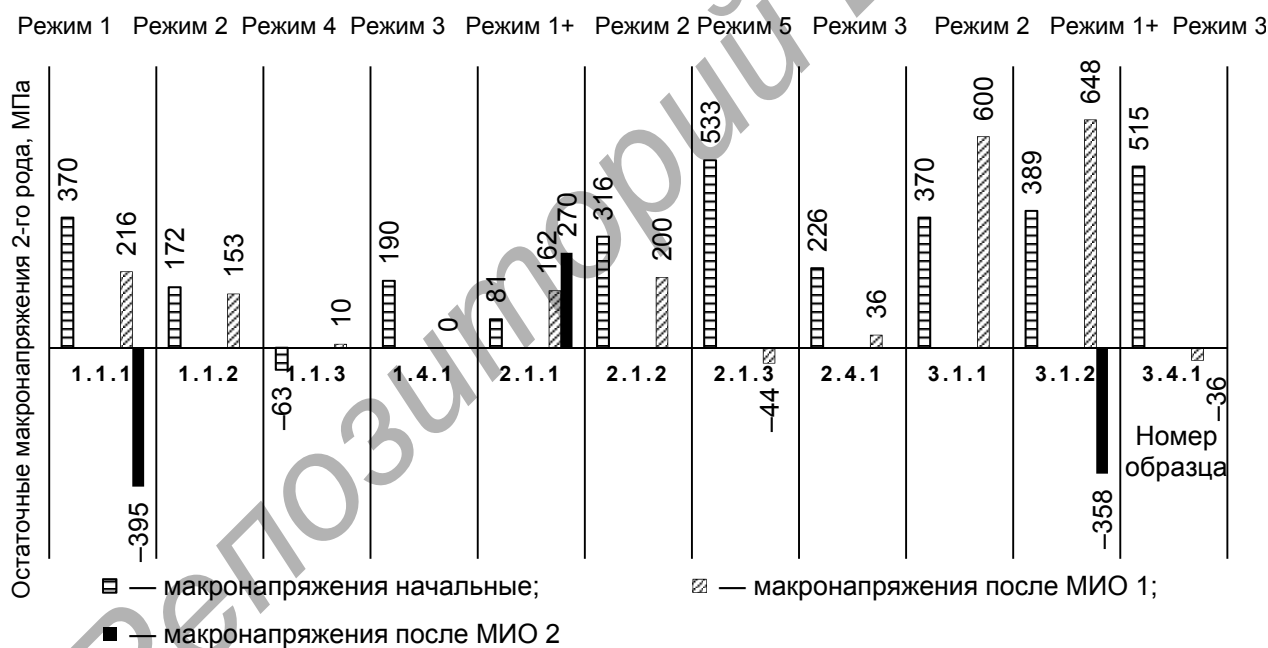 Режим 1 Режим 2 Режим 4 Режим 3 Режим 1+ Режим 2 Режим 5 Режим 3 Режим 2 Режим 1+ Режим 3
Остаточные макронапряжения 2-го рода, МПа
370 216 –395
172 153
–63 10
190 0
81 162 270
316 200
533 –44
226 36
370 600
389 648 –358
515 –36
1.1.1 1.1.2 1.1.3 1.4.1 2.1.1 2.1.2 2.1.3 2.4.1 3.1.1 3.1.2 3.4.1
Номер
образца
— макронапряжения начальные;
— макронапряжения после МИО 1;
— макронапряжения после МИО 2
Репозиторий